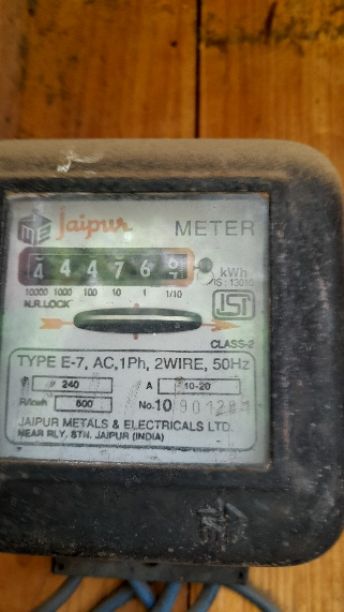 Jaipur METER
4 4 4 7 6
kWh
10000 1000 100 10 1 1/10
IS : 13010
N.R.LOCK
CLASS-2
TYPE E-7, AC,1Ph, 2WIRE, 50Hz
240 A 10-20
R/kwh 600 No.10
JAIPUR METALS & ELECTRICALS LTD.
NEAR RLY. STN. JAIPUR (INDIA)